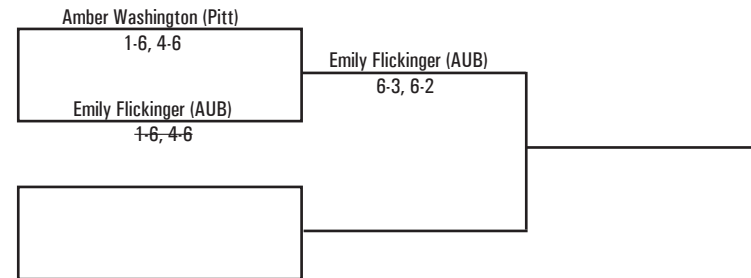 Amber Washington (Pitt)
1-6, 4-6
Emily Flickinger (AUB)
6-3, 6-2
Emily Flickinger (AUB)
1-6, 4-6